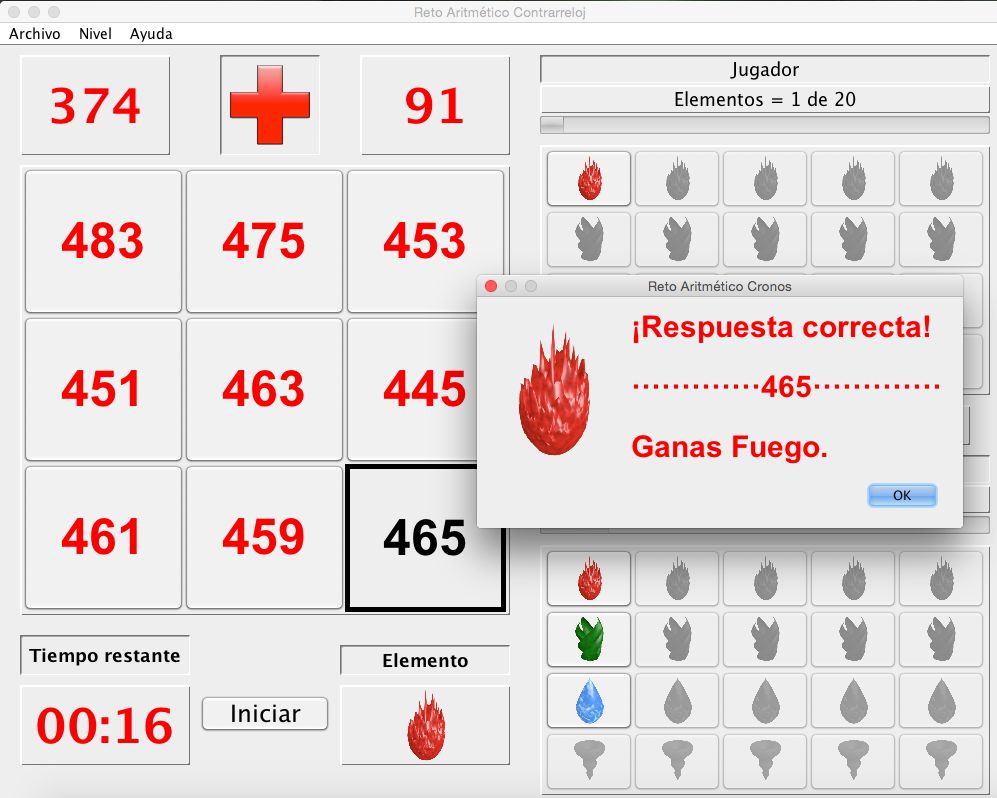 Reto Aritmético Contrarreloj
Archivo Nivel Ayuda
374 91
Jugador
Elementos = 1 de 20
483 475 453
451 463 445
461 459 465
Reto Aritmético Cronos
¡Respuesta correcta!
·············465·············
Ganas Fuego.
OK
Tiempo restante
00:16
Iniciar
Elemento